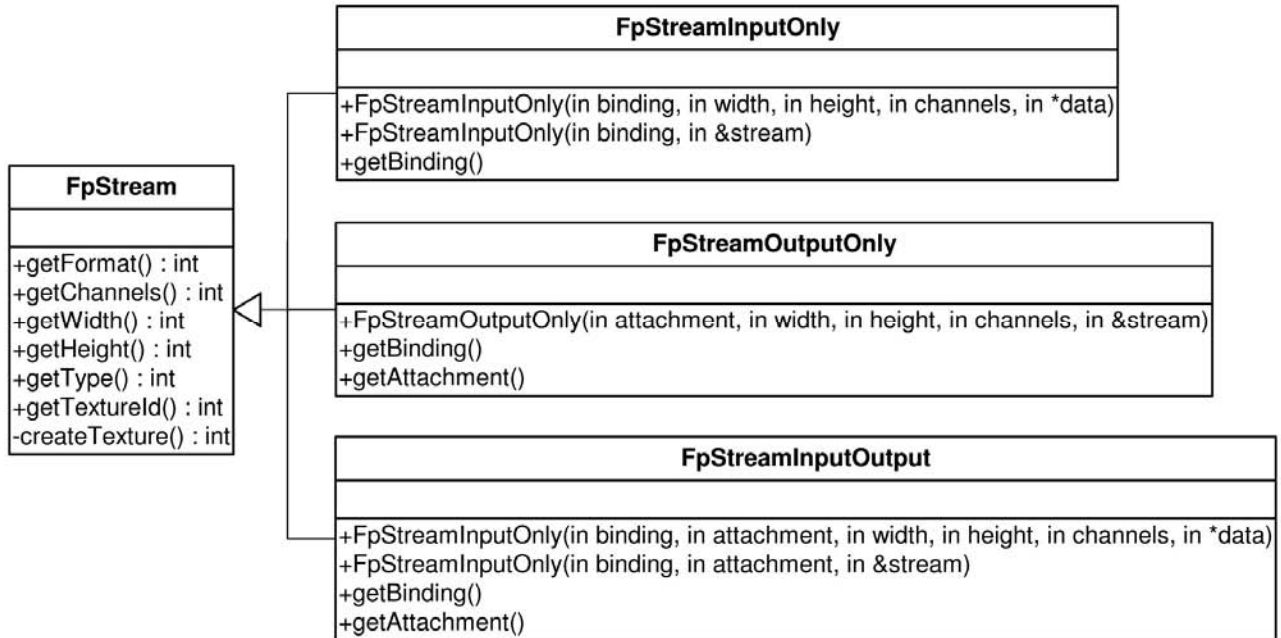 FpStreamInputOnly
+FpStreamInputOnly(in binding, in width, in height, in channels, in *data)
+FpStreamInputOnly(in binding, in &stream)
+getBinding()
FpStream
+getFormat() : int
+getChannels() : int
+getWidth() : int
+getHeight() : int
+getType() : int
+getTextureId() : int
-createTexture() : int
FpStreamOutputOnly
+FpStreamOutputOnly(in attachment, in width, in height, in channels, in &stream)
+getBinding()
+getAttachment()
FpStreamInputOutput
+FpStreamInputOnly(in binding, in attachment, in width, in height, in channels, in *data)
+FpStreamInputOnly(in binding, in attachment, in &stream)
+getBinding()
+getAttachment()